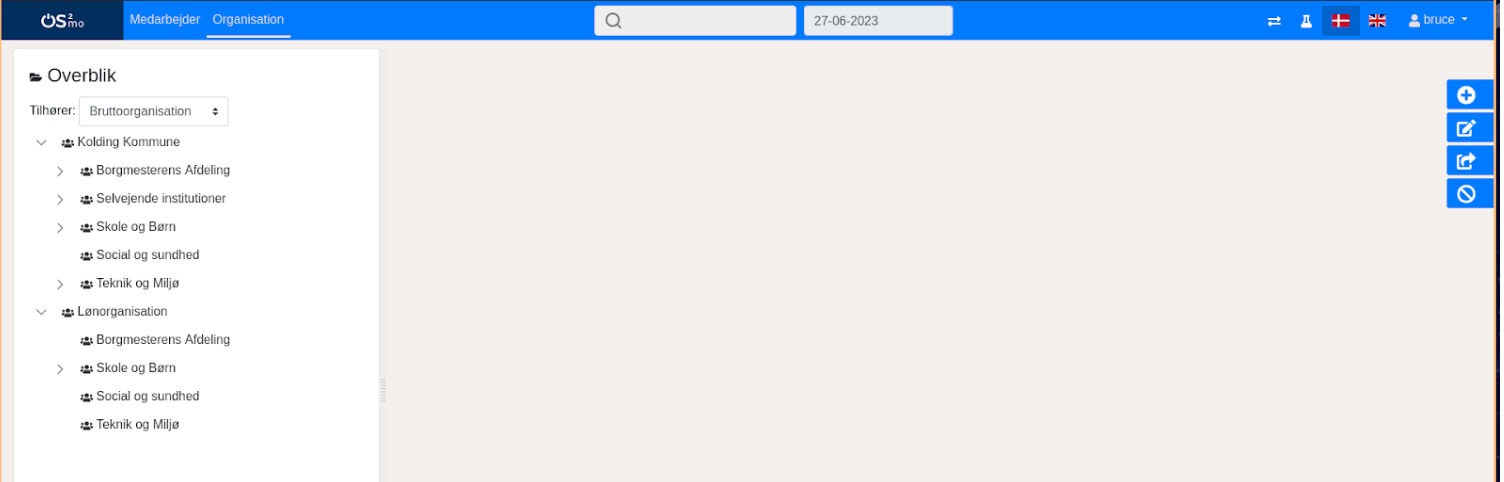 OS²mo Medarbejder Organisation 27-06-2023 bruce
Overblik
Tilhører: Bruttoorganisation
Kolding Kommune
Borgmesterens Afdeling
Selvejende institutioner
Skole og Børn
Social og sundhed
Teknik og Miljø
Lønorganisation
Borgmesterens Afdeling
Skole og Børn
Social og sundhed
Teknik og Miljø